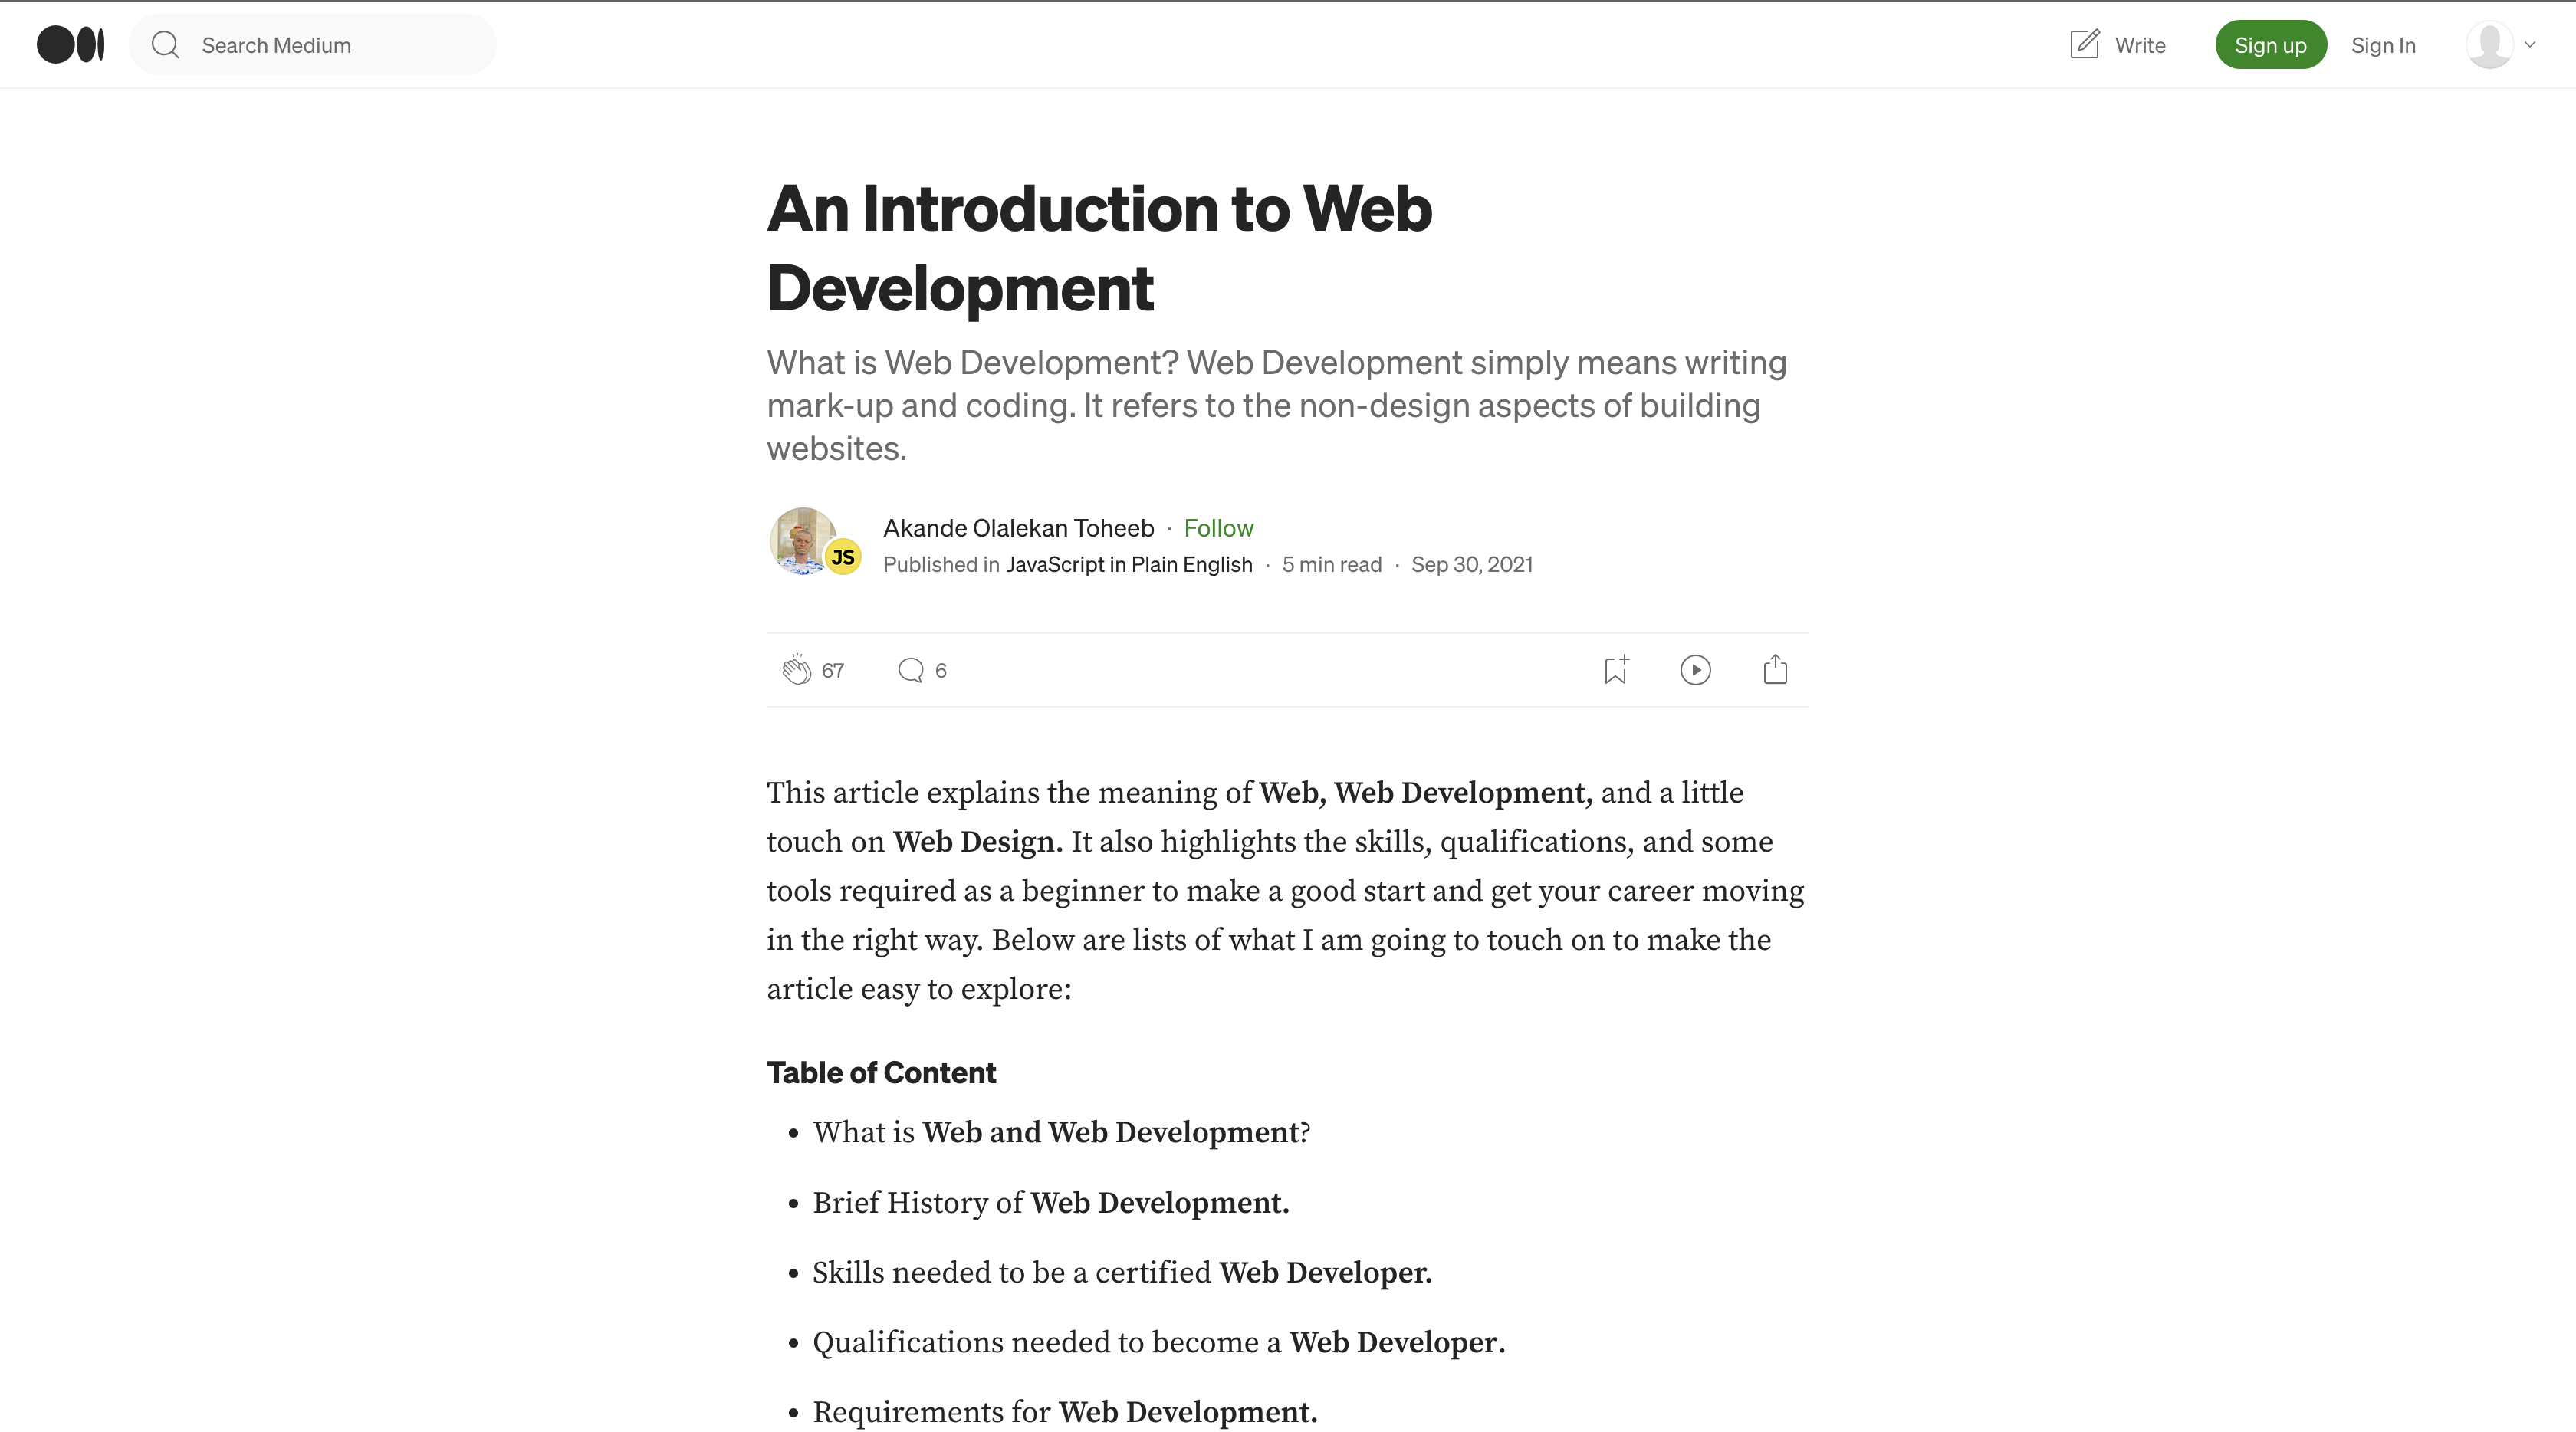 Search Medium
Write
Sign up
Sign In
An Introduction to Web
Development
What is Web Development? Web Development simply means writing
mark-up and coding. It refers to the non-design aspects of building
websites.
Akande Olalekan Toheeb · Follow
JS
Published in JavaScript in Plain English · 5 min read · Sep 30, 2021
67
6
This article explains the meaning of Web, Web Development, and a little
touch on Web Design. It also highlights the skills, qualifications, and some
tools required as a beginner to make a good start and get your career moving
in the right way. Below are lists of what I am going to touch on to make the
article easy to explore:
Table of Content
• What is Web and Web Development?
• Brief History of Web Development.
• Skills needed to be a certified Web Developer.
• Qualifications needed to become a Web Developer.
• Requirements for Web Development.